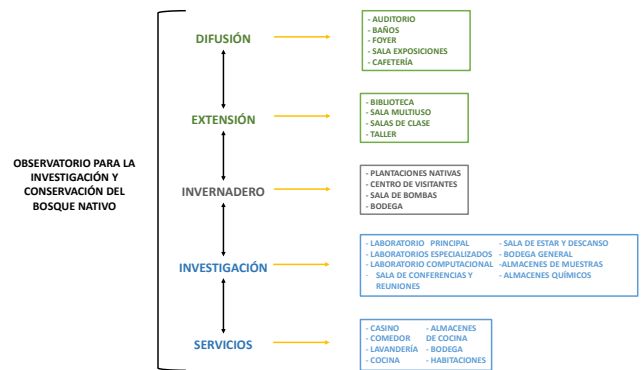 OBSERVATORIO PARA LA
INVESTIGACIÓN Y
CONSERVACIÓN DEL
BOSQUE NATIVO
DIFUSIÓN
- AUDITORIO
- BAÑOS
- FOYER
- SALA EXPOSICIONES
- CAFETERÍA
EXTENSIÓN
- BIBLIOTECA
- SALA MULTIUSO
- SALAS DE CLASE
- TALLER
INVERNADERO
- PLANTACIONES NATIVAS
- CENTRO DE VISITANTES
- SALA DE BOMBAS
- BODEGA
INVESTIGACIÓN
- LABORATORIO PRINCIPAL
- LABORATORIOS ESPECIALIZADOS
- LABORATORIO COMPUTACIONAL
- SALA DE CONFERENCIAS Y
REUNIONES
- SALA DE ESTAR Y DESCANSO
- BODEGA GENERAL
-ALMACENES DE MUESTRAS
- ALMACENES QUÍMICOS
SERVICIOS
- CASINO
- COMEDOR
- LAVANDERÍA
- COCINA
- ALMACENES
DE COCINA
- BODEGA
- HABITACIONES